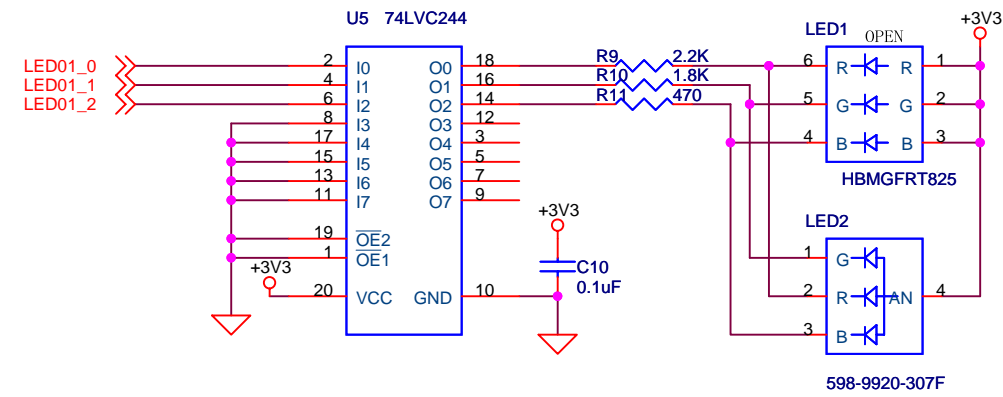 U5 74LVC244
LED01_0
LED01_1
LED01_2
2 I0 O0 18
4 I1 O1 16
6 I2 O2 14
8 I3 O3 12
17 I4 O4 3
15 I5 O5 5
13 I6 O6 7
11 I7 O7 9
19 OE2
1 OE1
+3V3
20 VCC GND 10
R9 2.2K
R10 1.8K
R11 470
+3V3
C10
0.1uF
LED1 OPEN
+3V3
6 R R 1
5 G G 2
4 B B 3
HBMGFRT825
LED2
1 G
2 R AN 4
3 B
598-9920-307F